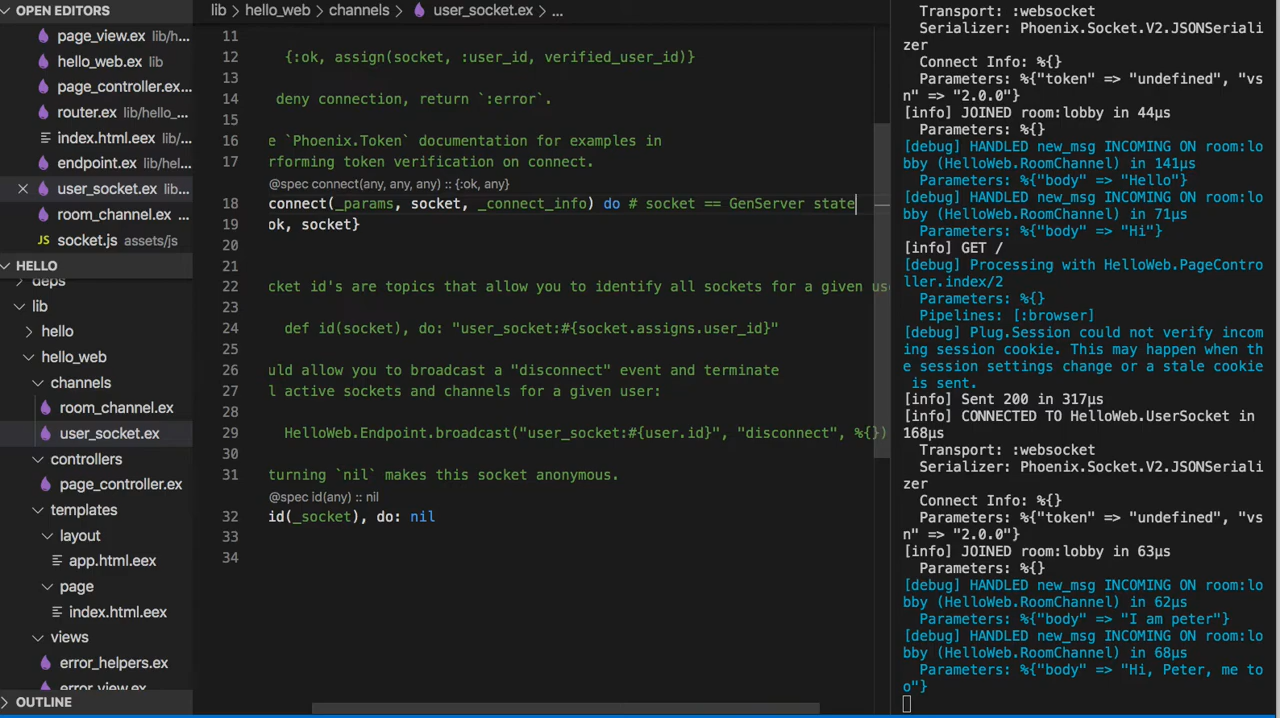 OPEN EDITORS
page_view.ex lib/h...
hello_web.ex lib
page_controller.ex...
router.ex lib/hello_...
index.html.eex lib/...
endpoint.ex lib/hel...
user_socket.ex lib...
room_channel.ex ...
socket.js assets/js
HELLO
deps
lib
hello
hello_web
channels
room_channel.ex
user_socket.ex
controllers
page_controller.ex
templates
layout
app.html.eex
page
index.html.eex
views
error_helpers.ex
error_view.ex
OUTLINE
lib > hello_web > channels > user_socket.ex > ...
11
12 {:ok, assign(socket, :user_id, verified_user_id)}
13
14 deny connection, return `:error`.
15
16 e `Phoenix.Token` documentation for examples in
17 rforming token verification on connect.
@spec connect(any, any, any) :: {:ok, any}
18 connect(_params, socket, _connect_info) do # socket == GenServer state
19 ok, socket}
20
21
22 cket id's are topics that allow you to identify all sockets for a given us
23
24 def id(socket), do: "user_socket:#{socket.assigns.user_id}"
25
26 uld allow you to broadcast a "disconnect" event and terminate
27 l active sockets and channels for a given user:
28
29 HelloWeb.Endpoint.broadcast("user_socket:#{user.id}", "disconnect", %{})
30
31 turning `nil` makes this socket anonymous.
@spec id(any) :: nil
32 id(_socket), do: nil
33
34
Transport: :websocket
Serializer: Phoenix.Socket.V2.JSONSeriali
zer
Connect Info: %{}
Parameters: %{"token" => "undefined", "vs
n" => "2.0.0"}
[info] JOINED room:lobby in 44µs
Parameters: %{}
[debug] HANDLED new_msg INCOMING ON room:lo
bby (HelloWeb.RoomChannel) in 141µs
Parameters: %{"body" => "Hello"}
[debug] HANDLED new_msg INCOMING ON room:lo
bby (HelloWeb.RoomChannel) in 71µs
Parameters: %{"body" => "Hi"}
[info] GET /
[debug] Processing with HelloWeb.PageContro
ller.index/2
Parameters: %{}
Pipelines: [:browser]
[debug] Plug.Session could not verify incom
ing session cookie. This may happen when th
e session settings change or a stale cookie
is sent.
[info] Sent 200 in 317µs
[info] CONNECTED TO HelloWeb.UserSocket in
168µs
Transport: :websocket
Serializer: Phoenix.Socket.V2.JSONSeriali
zer
Connect Info: %{}
Parameters: %{"token" => "undefined", "vs
n" => "2.0.0"}
[info] JOINED room:lobby in 63µs
Parameters: %{}
[debug] HANDLED new_msg INCOMING ON room:lo
bby (HelloWeb.RoomChannel) in 62µs
Parameters: %{"body" => "I am peter"}
[debug] HANDLED new_msg INCOMING ON room:lo
bby (HelloWeb.RoomChannel) in 68µs
Parameters: %{"body" => "Hi, Peter, me to
o"}